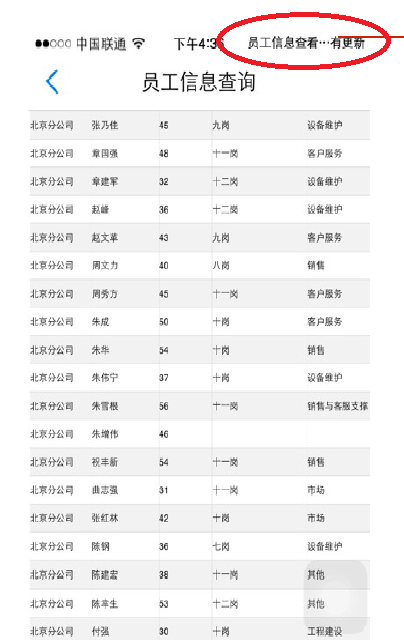 中国联通 下午4:3 员工信息查看…有更新
员工信息查询
北京分公司 张乃佳 45 九岗 设备维护
北京分公司 章国强 48 十一岗 客户服务
北京分公司 章建军 32 十二岗 设备维护
北京分公司 赵峰 36 十二岗 设备维护
北京分公司 赵文革 43 九岗 客户服务
北京分公司 周文力 40 八岗 销售
北京分公司 周秀方 45 十一岗 客户服务
北京分公司 朱成 50 十岗 客户服务
北京分公司 朱华 54 十岗 销售
北京分公司 朱伟宁 37 十岗 设备维护
北京分公司 朱雪根 56 十一岗 销售与客服支撑
北京分公司 朱增伟 46
北京分公司 祝丰新 54 十一岗 销售
北京分公司 曲志强 31 十一岗 市场
北京分公司 张红林 42 十岗 市场
北京分公司 陈钢 36 七岗 设备维护
北京分公司 陈建宏 十一岗 其他
北京分公司 生 53 十二岗 其他
北京分公司 付强 30 十岗 工程建设